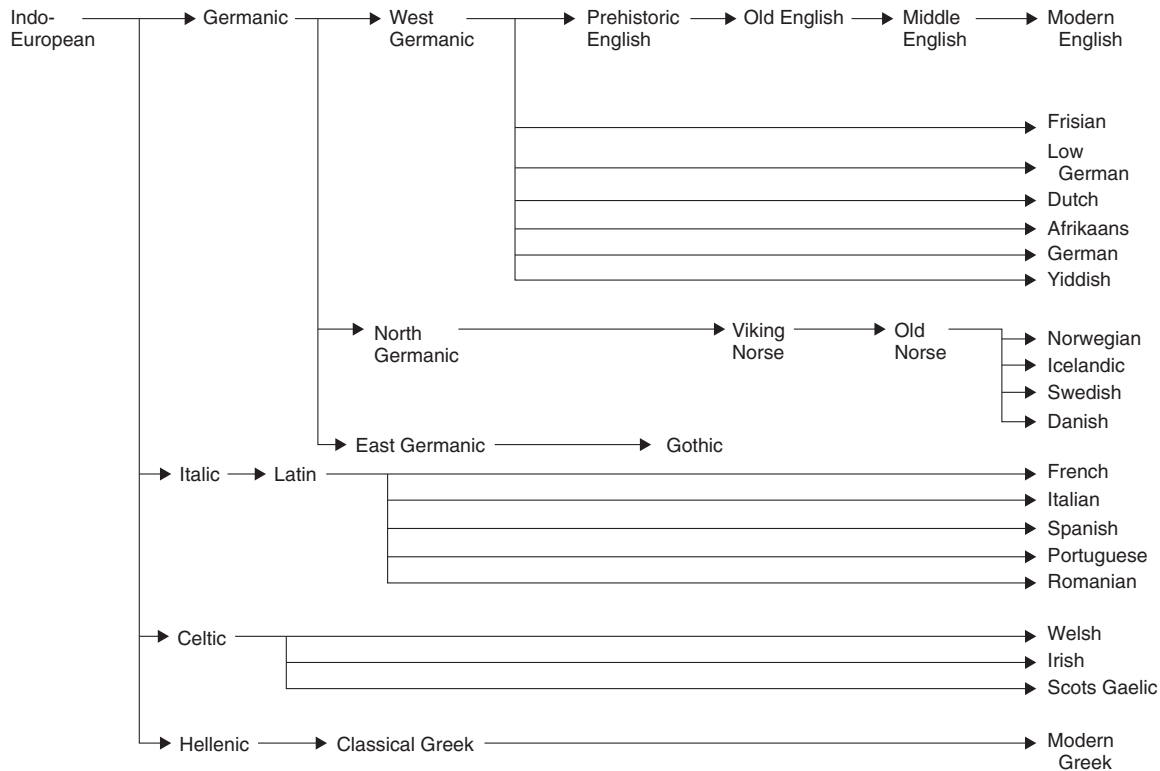 Indo-
European
Germanic
West
Germanic
Prehistoric
English
Old English
Middle
English
Modern
English
Frisian
Low
German
Dutch
Afrikaans
German
Yiddish
North
Germanic
Viking
Norse
Old
Norse
Norwegian
Icelandic
Swedish
Danish
East Germanic
Gothic
Italic
Latin
French
Italian
Spanish
Portuguese
Romanian
Celtic
Welsh
Irish
Scots Gaelic
Hellenic
Classical Greek
Modern
Greek